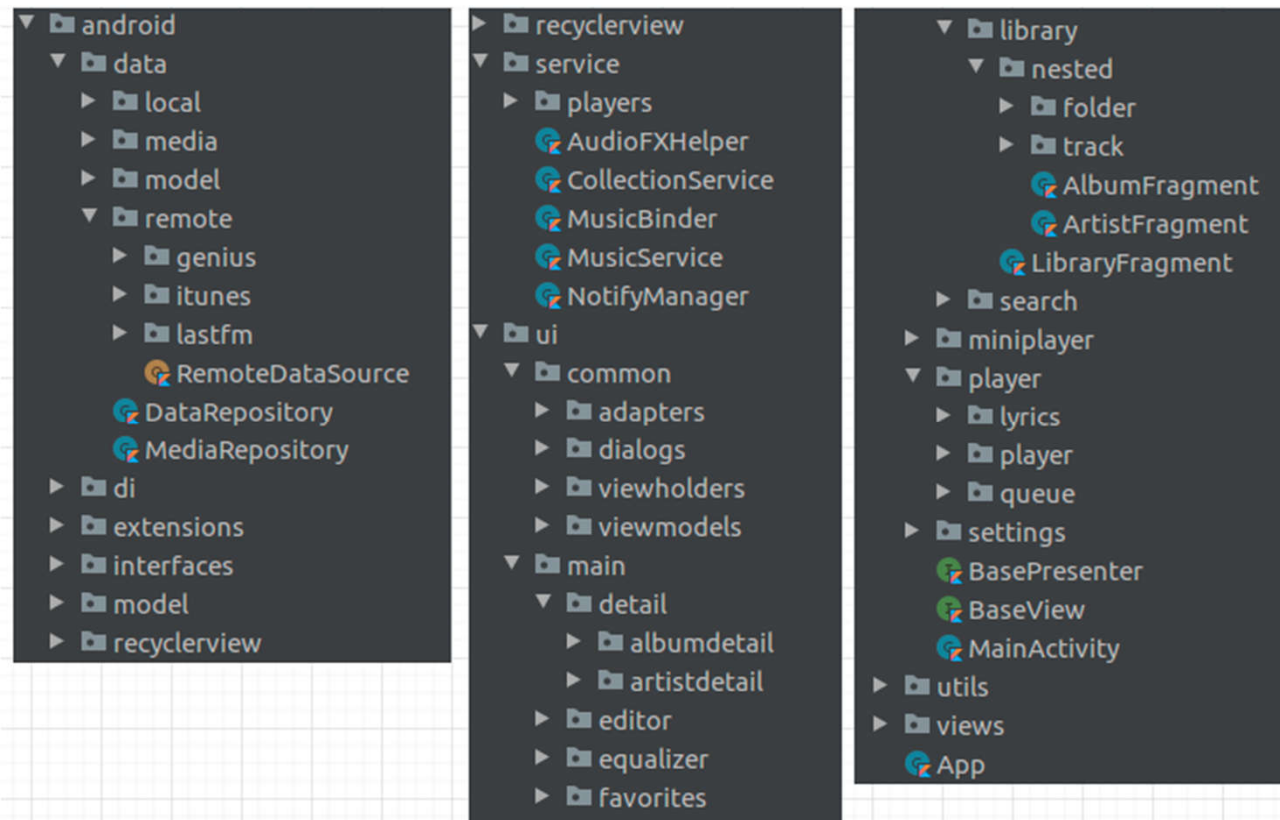 android
data
local
media
model
remote
genius
itunes
lastfm
RemoteDataSource
DataRepository
MediaRepository
di
extensions
interfaces
model
recyclerview
recyclerview
service
players
AudioFXHelper
CollectionService
MusicBinder
MusicService
NotifyManager
ui
common
adapters
dialogs
viewholders
viewmodels
main
detail
albumdetail
artistdetail
editor
equalizer
favorites
library
nested
folder
track
AlbumFragment
ArtistFragment
LibraryFragment
search
miniplayer
player
lyrics
player
queue
settings
BasePresenter
BaseView
MainActivity
utils
views
App